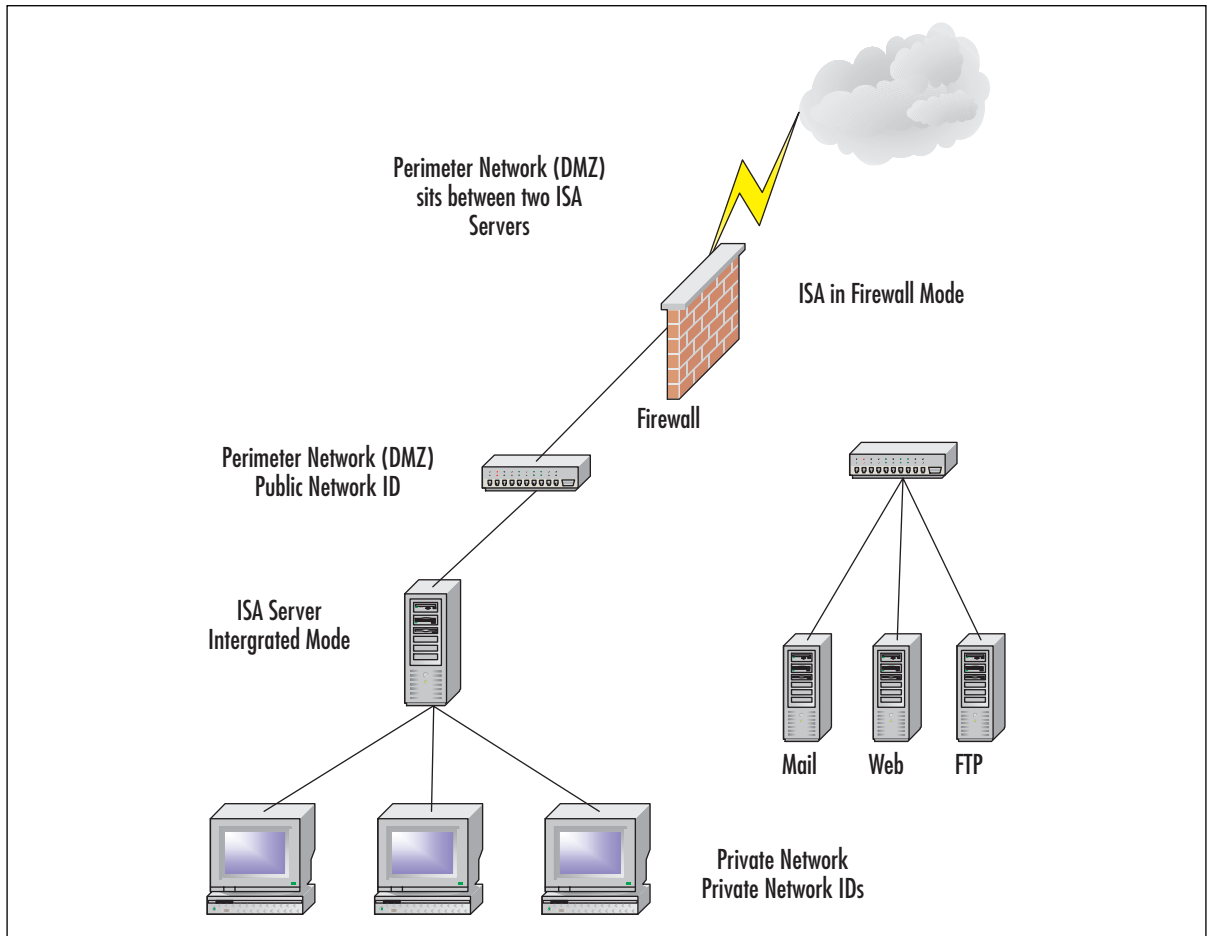 Perimeter Network (DMZ)
sits between two ISA
Servers
ISA in Firewall Mode
Firewall
Perimeter Network (DMZ)
Public Network ID
ISA Server
Intergrated Mode
Mail
Web
FTP
Private Network
Private Network IDs